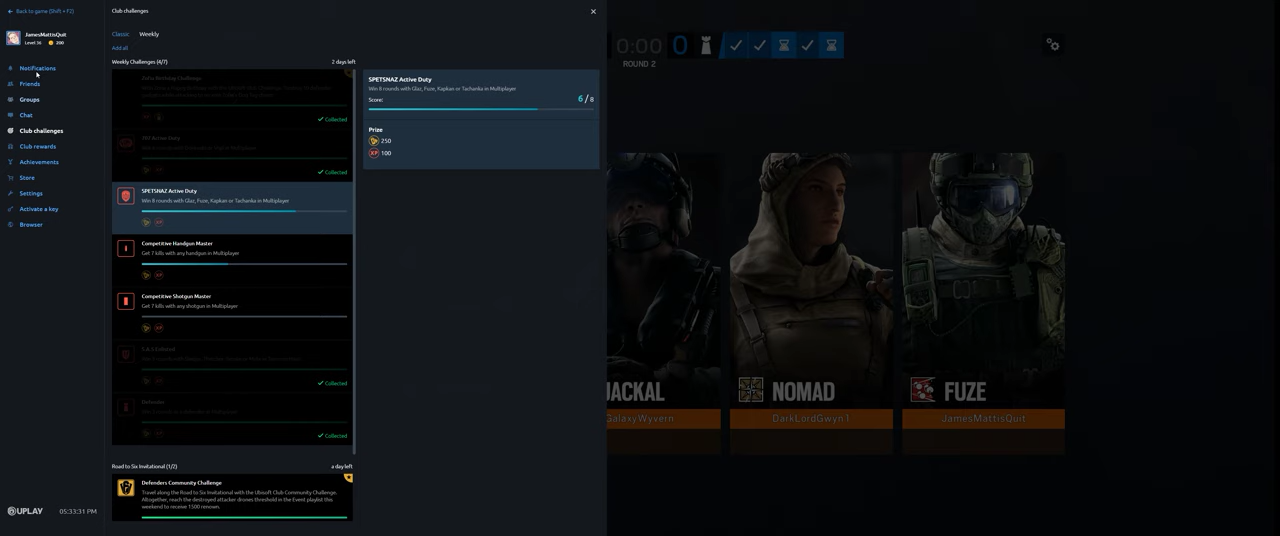 Back to game (Shift + F2)
JamesMattisQuit
Level 36 200
Notifications
Friends
Groups
Chat
Club challenges
Club rewards
Achievements
Store
Settings
Activate a key
Browser
UPLAY 05:33:31 PM
Club challenges
Classic Weekly
Add all
Weekly Challenges (4/7) 2 days left
Collected
TRT Active Duty
Collected
SPETSNAZ Active Duty
Win 8 rounds with Glaz, Fuze, Kapkan or Tachanka in Multiplayer
Competitive Handgun Master
Get 7 kills with any handgun in Multiplayer
Competitive Shotgun Master
Get 7 kills with any shotgun in Multiplayer
Collected
Defender
Collected
Road to Six Invitational (1/2) a day left
Defenders Community Challenge
Travel along the Road to Six Invitational with the Ubisoft Club Community Challenge.
Altogether, reach the destroyed attacker drones threshold in the Event playlist this
weekend to receive 1500 renown.
SPETSNAZ Active Duty
Win 8 rounds with Glaz, Fuze, Kapkan or Tachanka in Multiplayer
Score: 6 / 8
Prize
250
XP 100
0:00 0
ROUND 2
JACKAL
GalaxyWyvern
NOMAD
DarkLordGwyn1
FUZE
JamesMattisQuit